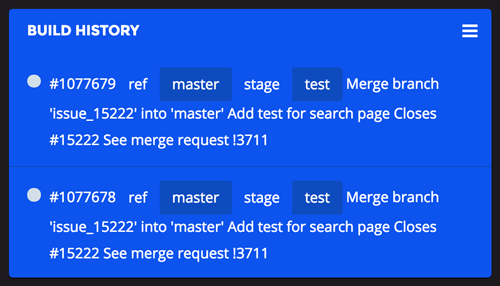 BUILD HISTORY
#1077679 ref master stage test Merge branch
'issue_15222' into 'master' Add test for search page Closes
#15222 See merge request !3711
#1077678 ref master stage test Merge branch
'issue_15222' into 'master' Add test for search page Closes
#15222 See merge request !3711